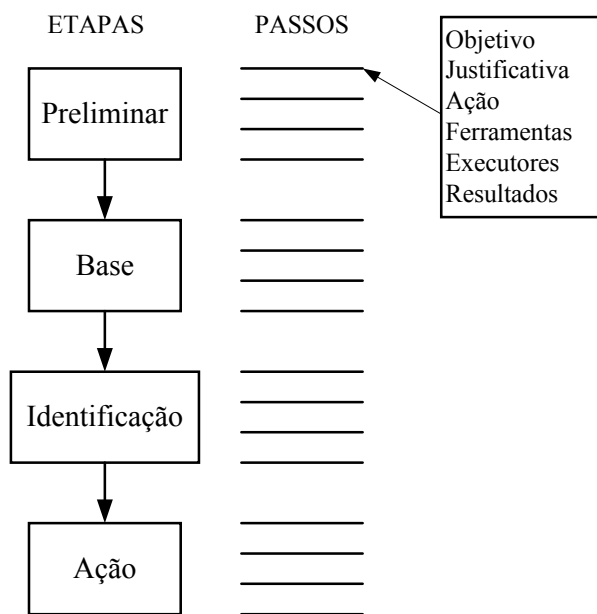 ETAPAS
PASSOS
Objetivo
Justificativa
Ação
Ferramentas
Executores
Resultados
Preliminar
Base
Identificação
Ação